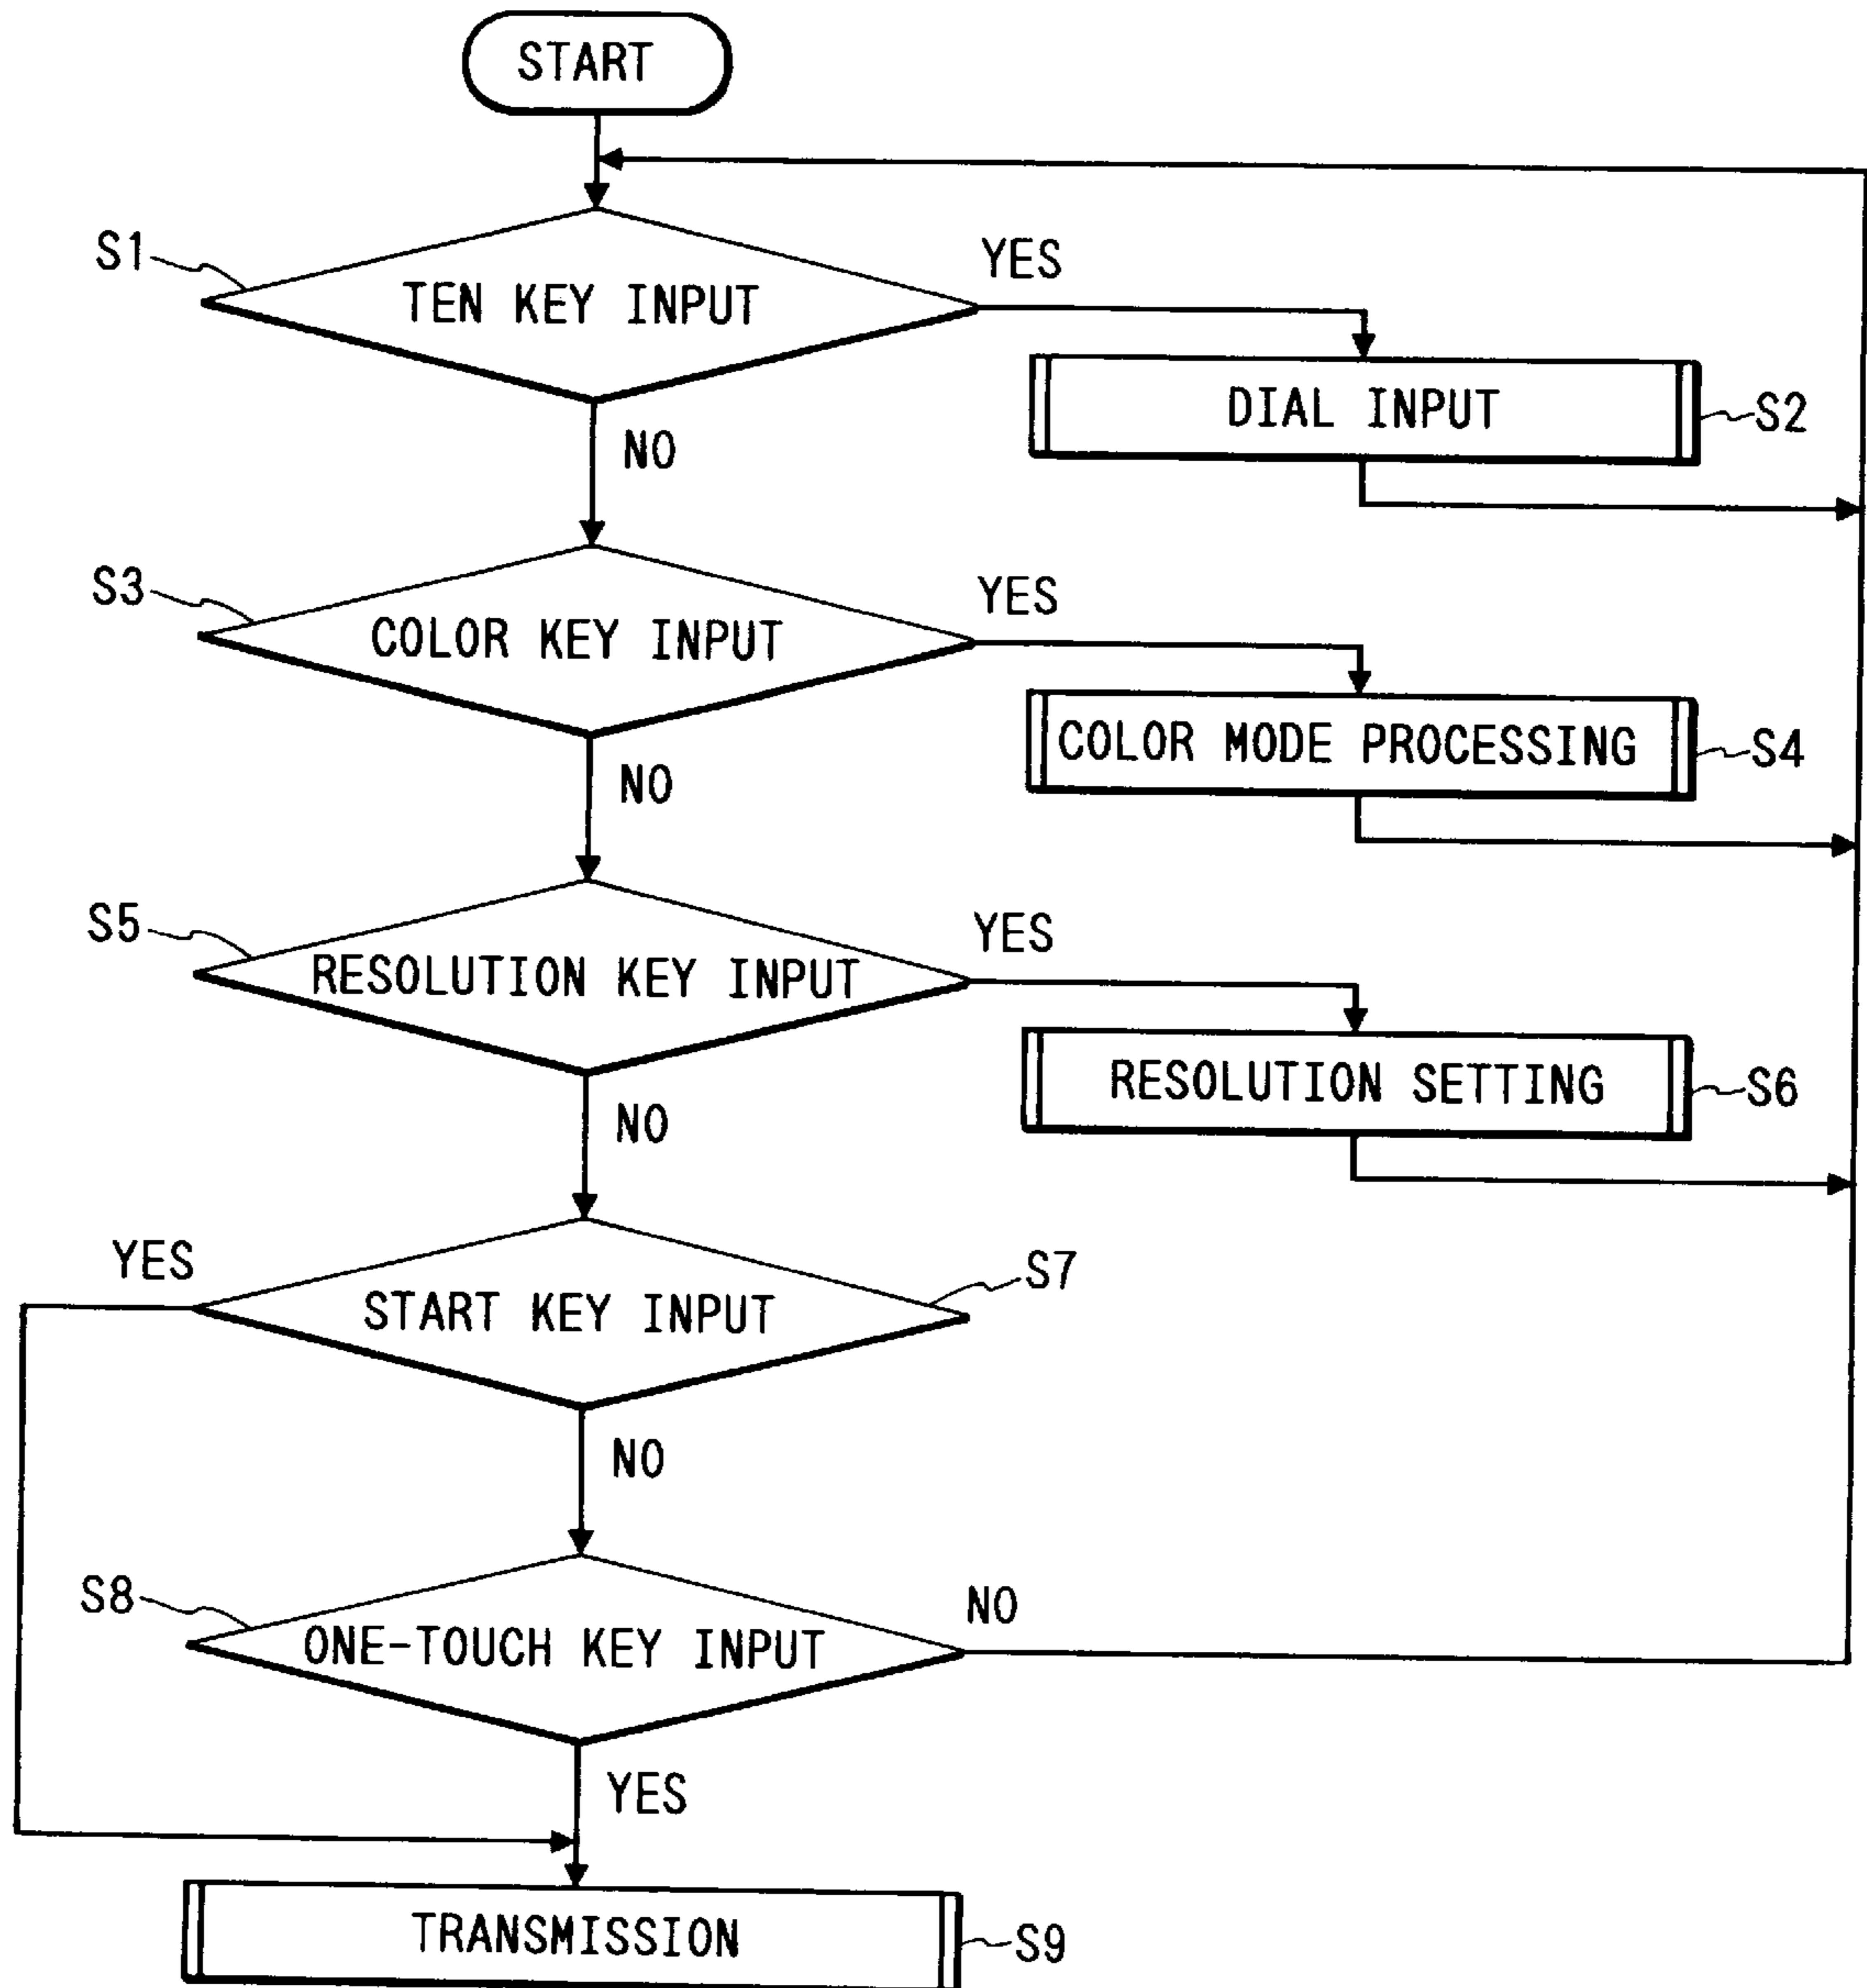 START
S1
TEN KEY INPUT
YES
DIAL INPUT
S2
NO
S3
COLOR KEY INPUT
YES
COLOR MODE PROCESSING
S4
NO
S5
RESOLUTION KEY INPUT
YES
RESOLUTION SETTING
S6
NO
YES
START KEY INPUT
S7
NO
S8
ONE-TOUCH KEY INPUT
NO
YES
TRANSMISSION
S9